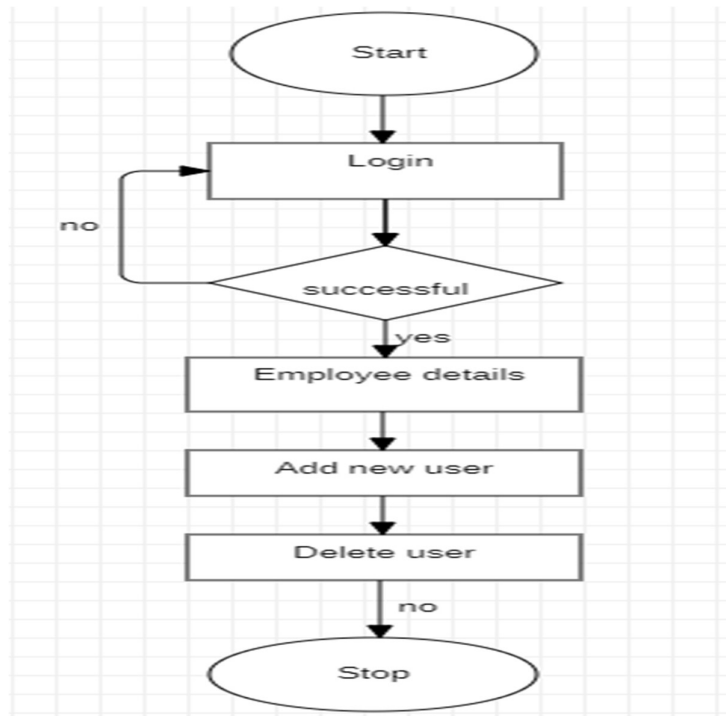 Start
Login
no
successful
yes
Employee details
Add new user
Delete user
no
Stop